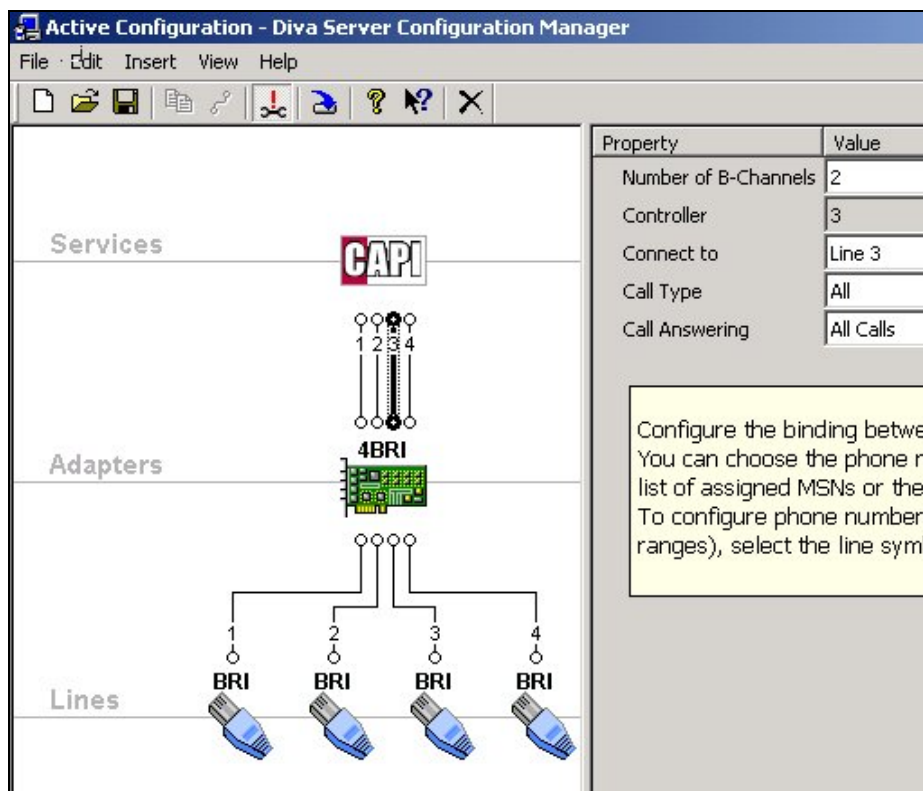 Active Configuration - Diva Server Configuration Manager
File Edit Insert View Help
Services
CAPI
1 2 3 4
4BRI
Adapters
1 2 3 4
BRI BRI BRI BRI
Lines
Property Value
Number of B-Channels 2
Controller 3
Connect to Line 3
Call Type All
Call Answering All Calls
Configure the binding betwe
You can choose the phone
list of assigned MSNs or the
To configure phone number
ranges), select the line sym